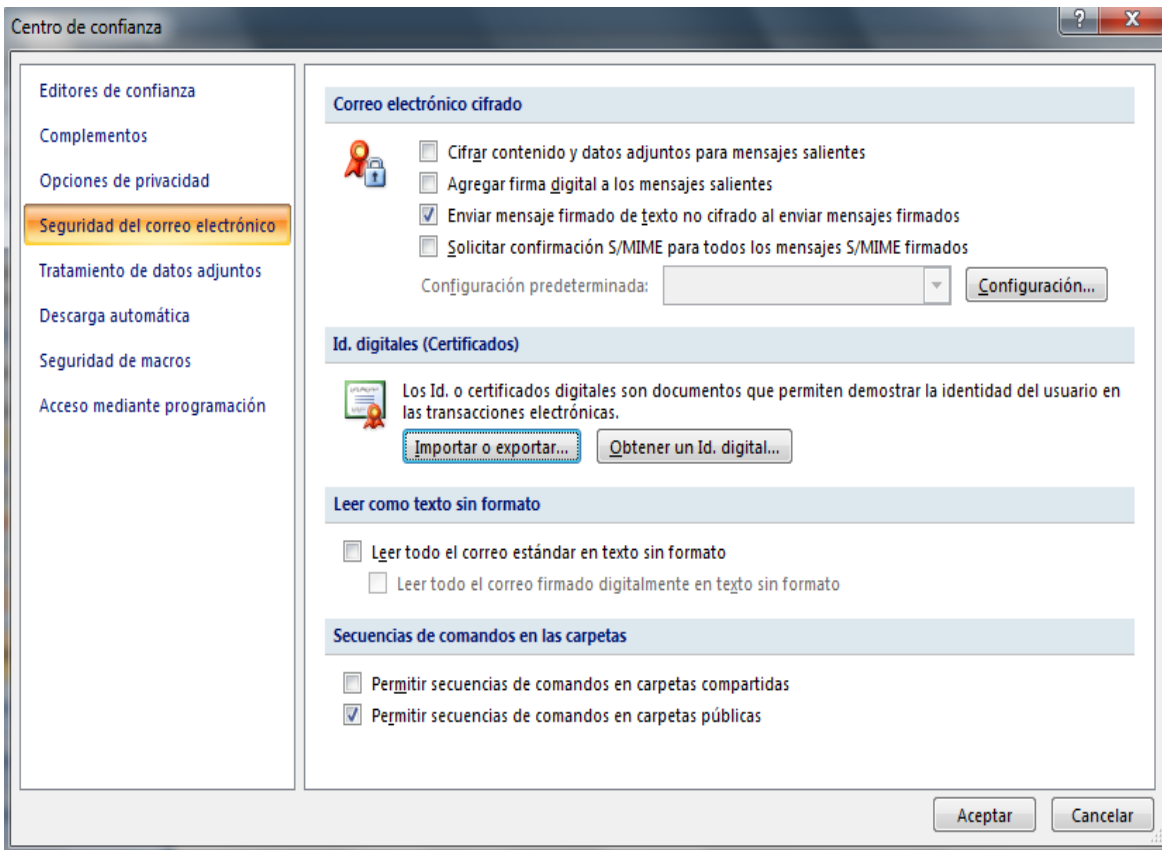 Centro de confianza
?
X
Editores de confianza
Complementos
Opciones de privacidad
Seguridad del correo electrónico
Tratamiento de datos adjuntos
Descarga automática
Seguridad de macros
Acceso mediante programación
Correo electrónico cifrado
Cifrar contenido y datos adjuntos para mensajes salientes
Agregar firma digital a los mensajes salientes
Enviar mensaje firmado de texto no cifrado al enviar mensajes firmados
Solicitar confirmación S/MIME para todos los mensajes S/MIME firmados
Configuración predeterminada:
Configuración...
Id. digitales (Certificados)
Los Id. o certificados digitales son documentos que permiten demostrar la identidad del usuario en
las transacciones electrónicas.
Importar o exportar...
Obtener un Id. digital...
Leer como texto sin formato
Leer todo el correo estándar en texto sin formato
Leer todo el correo firmado digitalmente en texto sin formato
Secuencias de comandos en las carpetas
Permitir secuencias de comandos en carpetas compartidas
Permitir secuencias de comandos en carpetas públicas
Aceptar
Cancelar